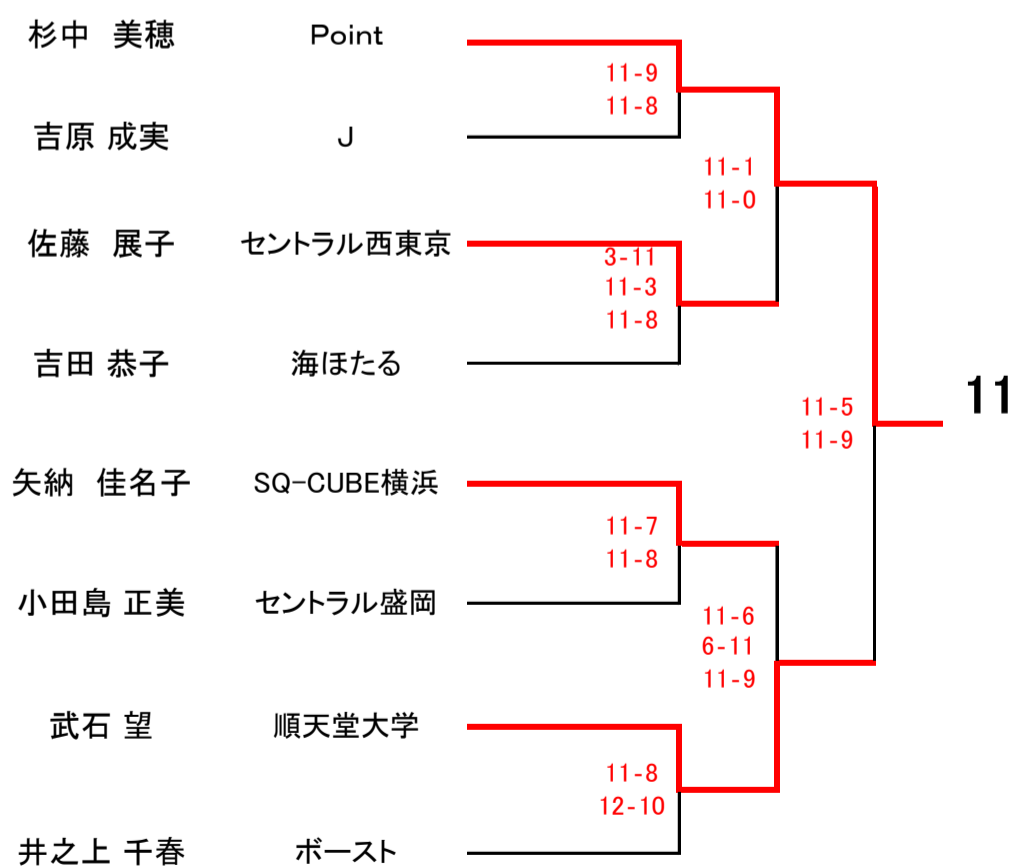 杉中　美穂 Point
11-9
11-8
吉原 成実 J
11-1
11-0
佐藤　展子 セントラル西東京
3-11
11-3
11-8
吉田 恭子 海ほたる
11
11-5
11-9
矢納　佳名子 SQ-CUBE横浜
11-7
11-8
小田島 正美 セントラル盛岡
11-6
6-11
11-9
武石 望 順天堂大学
11-8
12-10
井之上 千春 ボースト